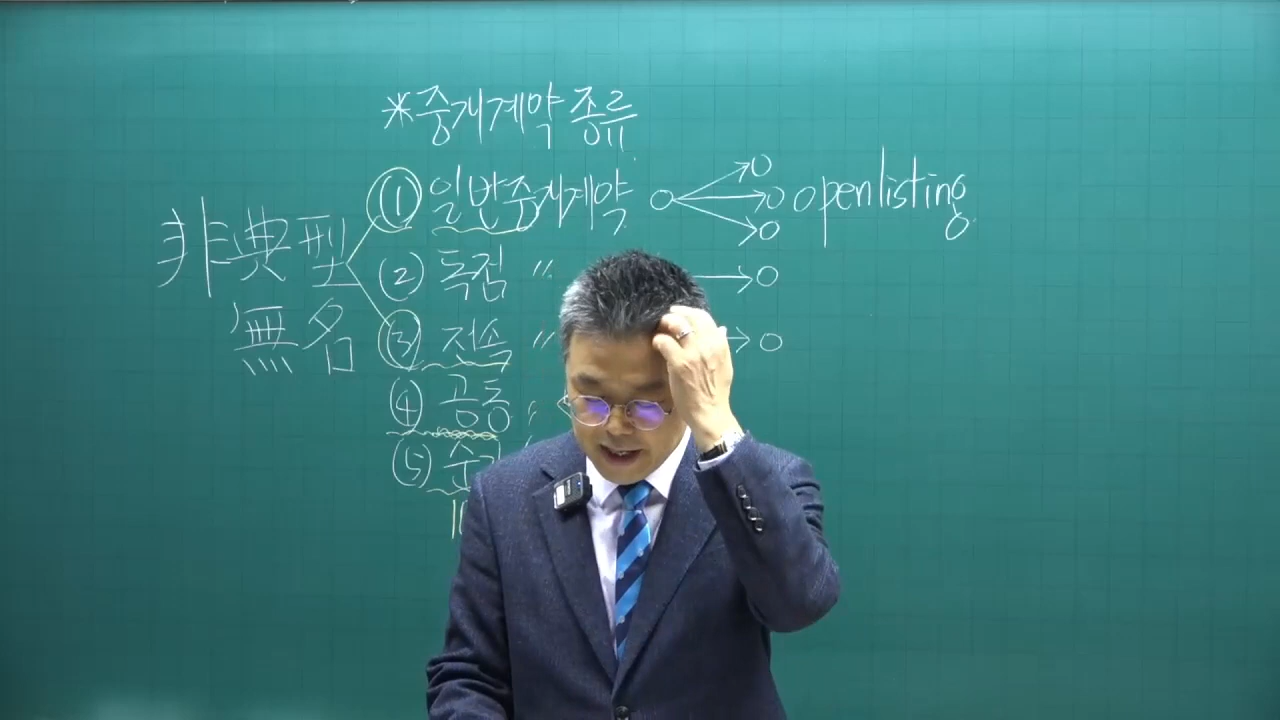 *중개계약 종류
① 일반중개계약 openlisting
② 독점 〃
③ 전속 〃
④ 공동 〃
⑤
非典型
無名